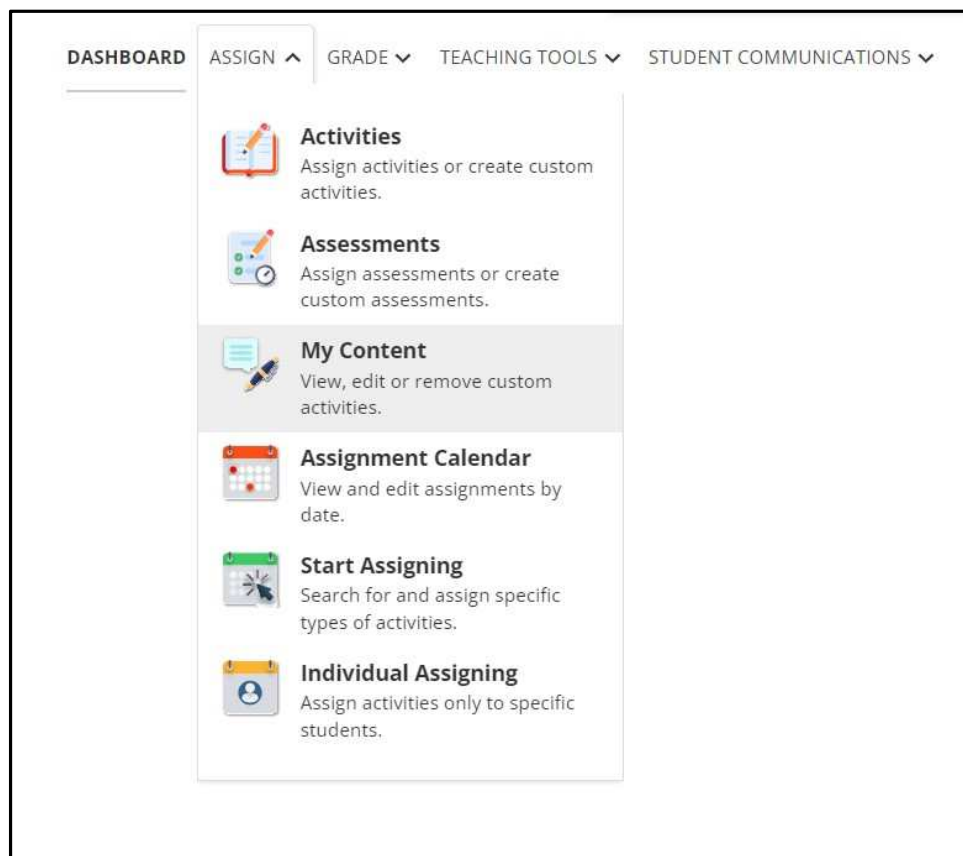 DASHBOARD ASSIGN GRADE TEACHING TOOLS STUDENT COMMUNICATIONS
Activities
Assign activities or create custom
activities.
Assessments
Assign assessments or create
custom assessments.
My Content
View, edit or remove custom
activities.
Assignment Calendar
View and edit assignments by
date.
Start Assigning
Search for and assign specific
types of activities.
Individual Assigning
Assign activities only to specific
students.